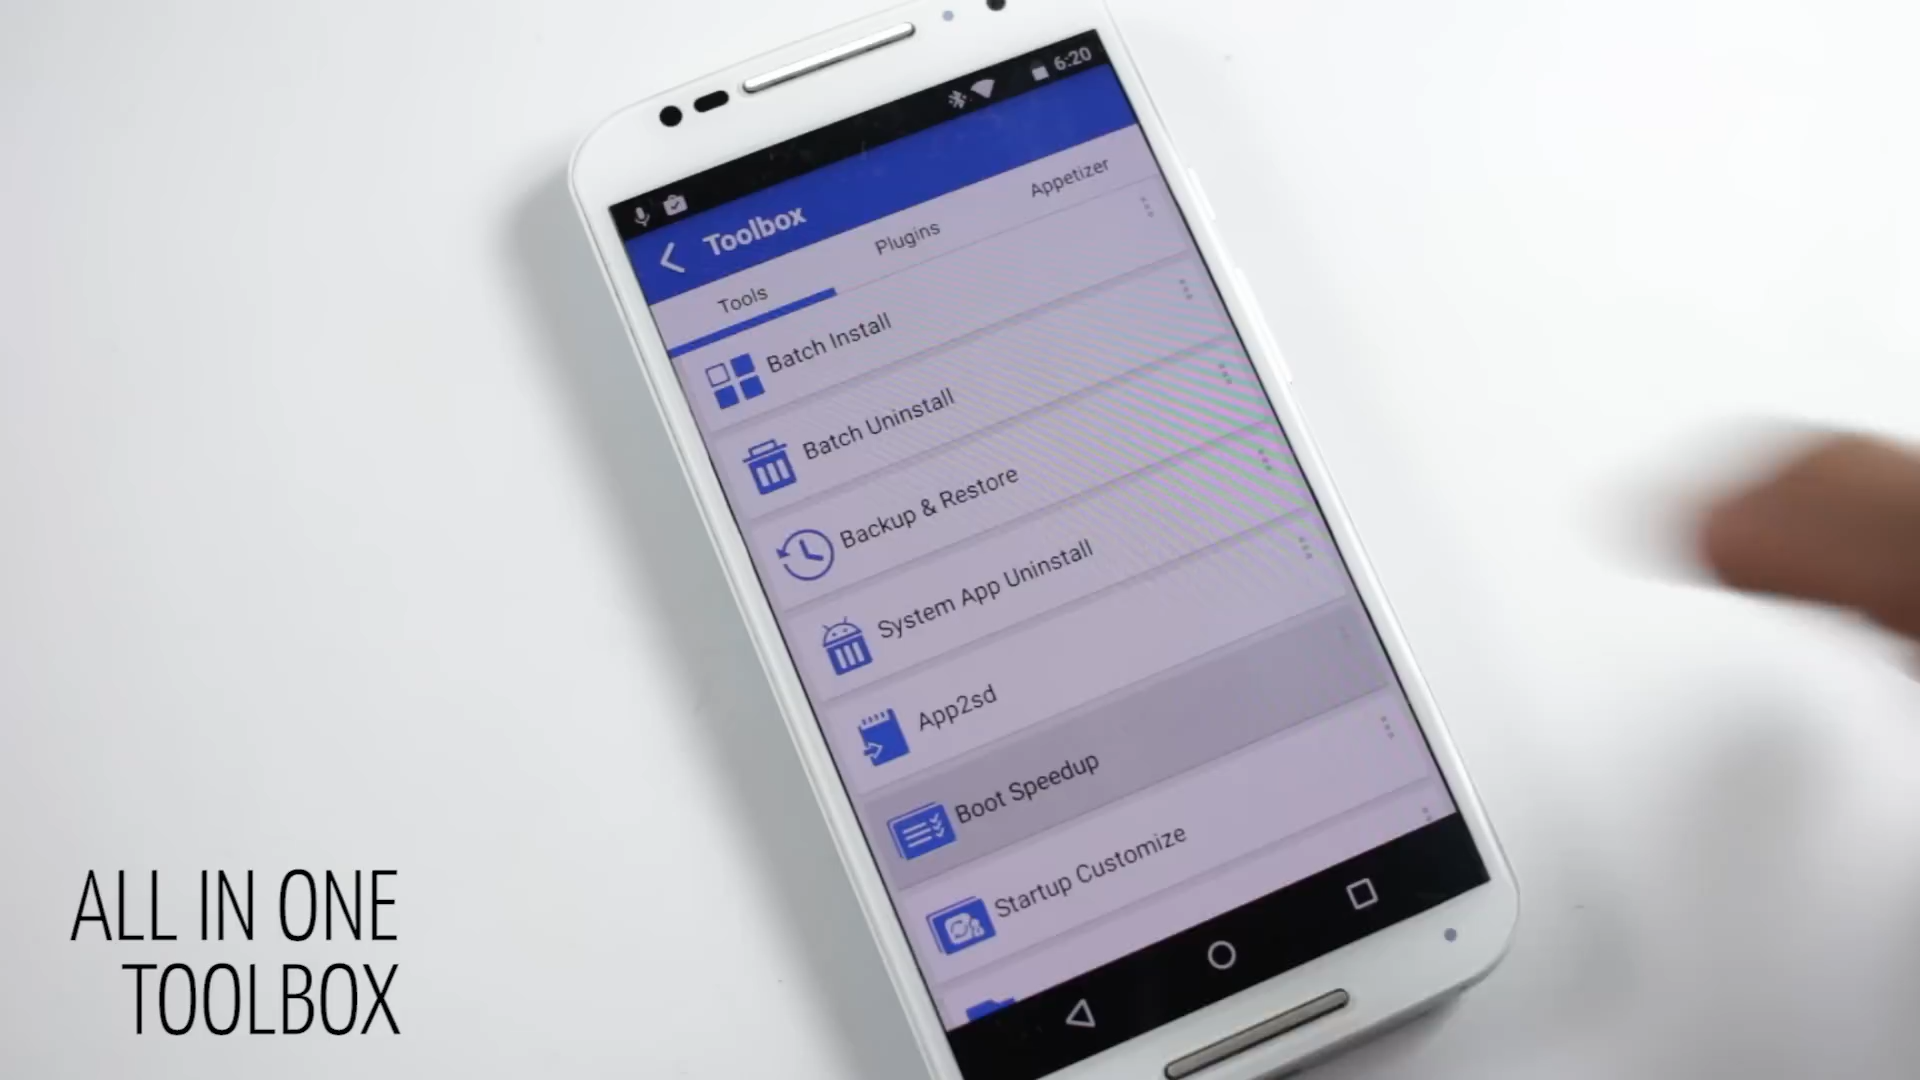 6:20
Toolbox
Tools
Plugins
Appetizer
Batch Install
Batch Uninstall
Backup & Restore
System App Uninstall
App2sd
Boot Speedup
Startup Customize
ALL IN ONE
TOOLBOX